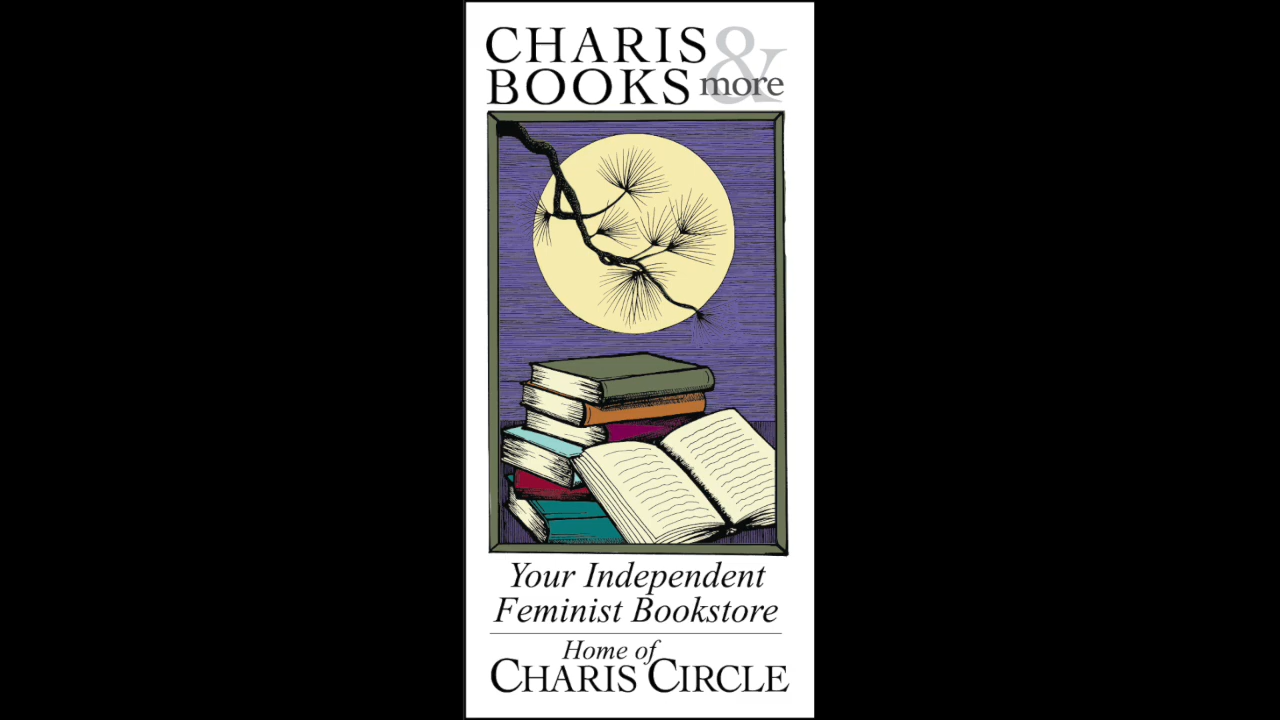 CHARIS &
BOOKS more
Your Independent
Feminist Bookstore
Home of
CHARIS CIRCLE